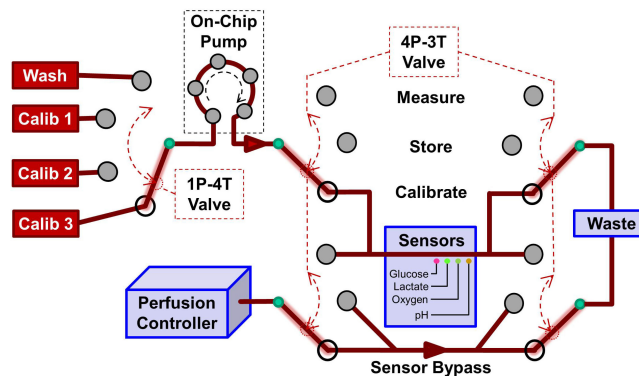 On-Chip
Pump
4P-3T
Valve
Wash
Measure
Calib 1
Store
Calib 2
1P-4T
Valve
Calibrate
Calib 3
Sensors
Waste
Glucose
Lactate
Oxygen
pH
Perfusion
Controller
Sensor Bypass